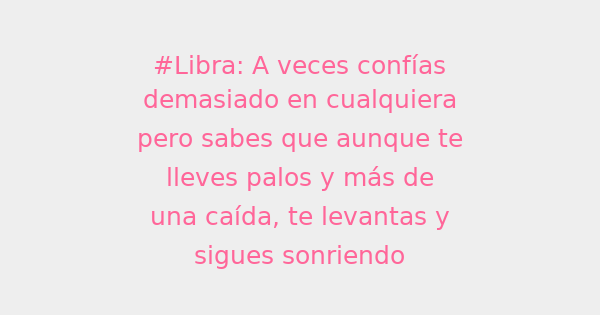 #Libra: A veces confías
demasiado en cualquiera
pero sabes que aunque te
lleves palos y más de
una caída, te levantas y
sigues sonriendo